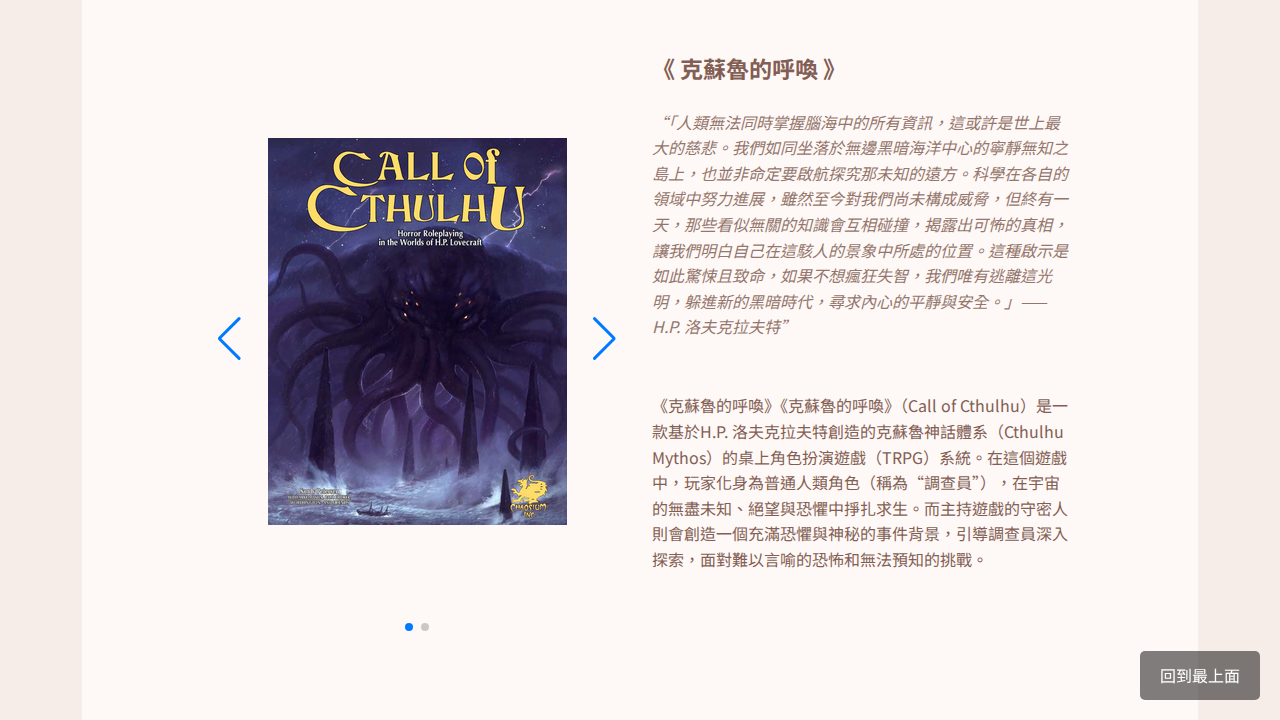 CALL of
CTHULHU
Horror Roleplaying
in the Worlds of H.P. Lovecraft
CHAOSIUM
INC.
《 克蘇魯的呼喚 》
“「人類無法同時掌握腦海中的所有資訊，這或許是世上最
大的慈悲。我們如同坐落於無邊黑暗海洋中心的寧靜無知之
島上，也並非命定要啟航探究那未知的遠方。科學在各自的
領域中努力進展，雖然至今對我們尚未構成威脅，但終有一
天，那些看似無關的知識會互相碰撞，揭露出可怖的真相，
讓我們明白自己在這駭人的景象中所處的位置。這種啟示是
如此驚悚且致命，如果不想瘋狂失智，我們唯有逃離這光
明，躲進新的黑暗時代，尋求內心的平靜與安全。」——
H.P. 洛夫克拉夫特”
《克蘇魯的呼喚》《克蘇魯的呼喚》（Call of Cthulhu）是一
款基於H.P. 洛夫克拉夫特創造的克蘇魯神話體系（Cthulhu
Mythos）的桌上角色扮演遊戲（TRPG）系統。在這個遊戲
中，玩家化身為普通人類角色（稱為“調查員”），在宇宙
的無盡未知、絕望與恐懼中掙扎求生。而主持遊戲的守密人
則會創造一個充滿恐懼與神秘的事件背景，引導調查員深入
探索，面對難以言喻的恐怖和無法預知的挑戰。
回到最上面